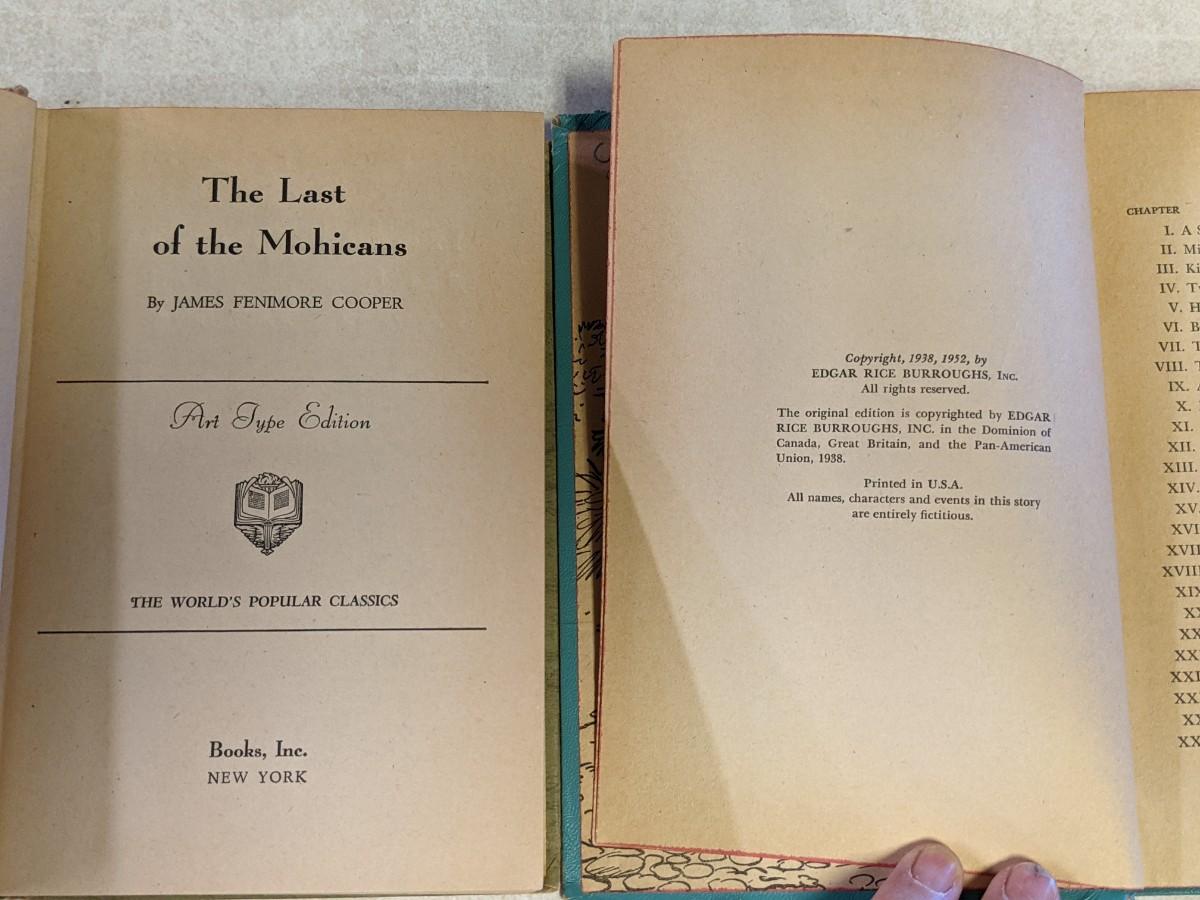 The Last
of the Mohicans
By JAMES FENIMORE COOPER
Art Type Edition
THE WORLD'S POPULAR CLASSICS
Books, Inc.
NEW YORK
Copyright, 1938, 1952, by
EDGAR RICE BURROUGHS, INC.
All rights reserved.
The original edition is copyrighted by EDGAR
RICE BURROUGHS, INC. in the Dominion of
Canada, Great Britain, and the Pan-American
Union, 1938.
Printed in U.S.A.
All names, characters and events in this story
are entirely fictitious.
CHAPTER
I. A
II.
III.
IV.
V.
VI.
VII.
VIII.
IX.
X.
XI.
XII.
XIII.
XIV.
XV.